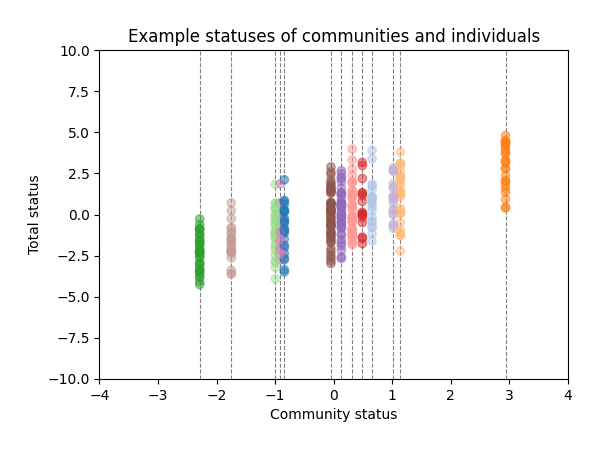 Example statuses of communities and individuals
10.0
7.5
5.0
2.5
0.0
−2.5
−5.0
−7.5
−10.0
Total status
−4 −3 −2 −1 0 1 2 3 4
Community status